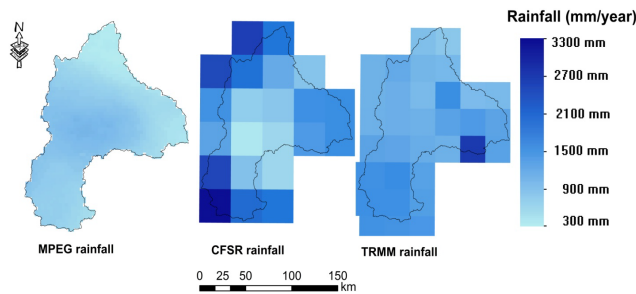 Rainfall (mm/year)
N
3300 mm
2700 mm
2100 mm
1500 mm
900 mm
300 mm
MPEG rainfall
CFSR rainfall
TRMM rainfall
0 25 50 100 150
km